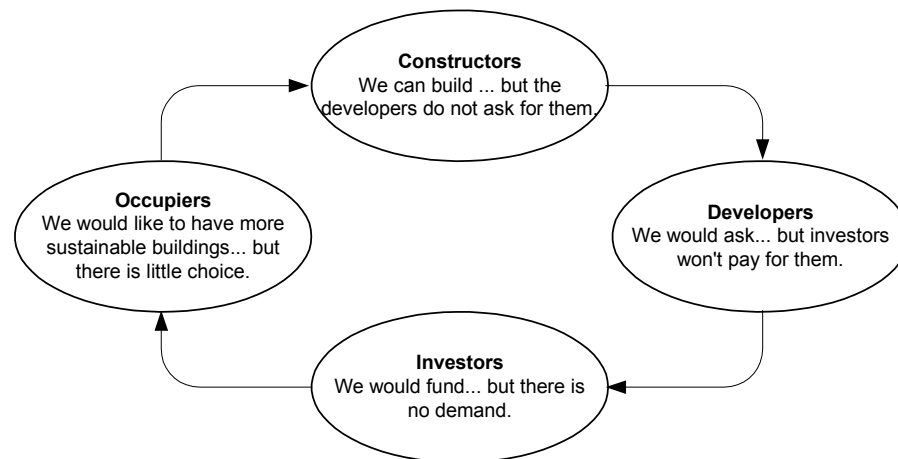 Constructors
We can build ... but the
developers do not ask for them.
Occupiers
We would like to have more
sustainable buildings... but
there is little choice.
Developers
We would ask... but investors
won't pay for them.
Investors
We would fund... but there is
no demand.